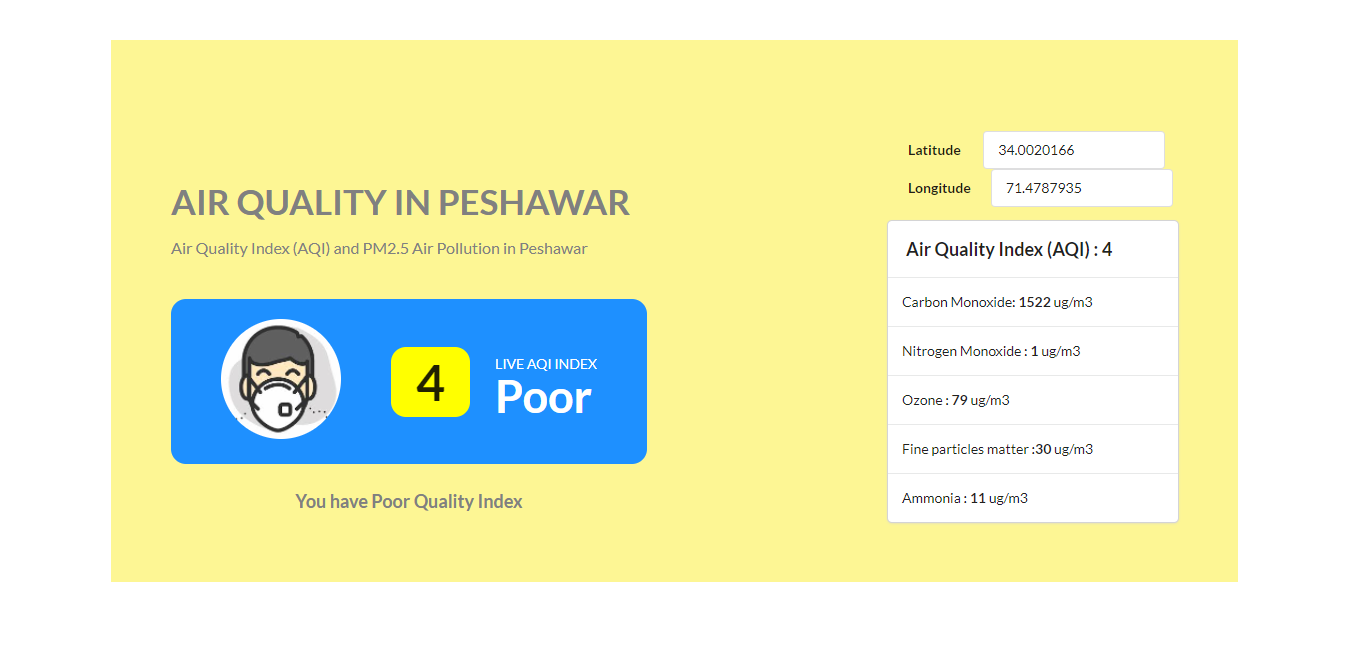 AIR QUALITY IN PESHAWAR
Air Quality Index (AQI) and PM2.5 Air Pollution in Peshawar
4
LIVE AQI INDEX
Poor
You have Poor Quality Index
Latitude 34.0020166
Longitude 71.4787935
Air Quality Index (AQI) : 4
Carbon Monoxide: 1522 ug/m3
Nitrogen Monoxide : 1 ug/m3
Ozone : 79 ug/m3
Fine particles matter :30 ug/m3
Ammonia : 11 ug/m3